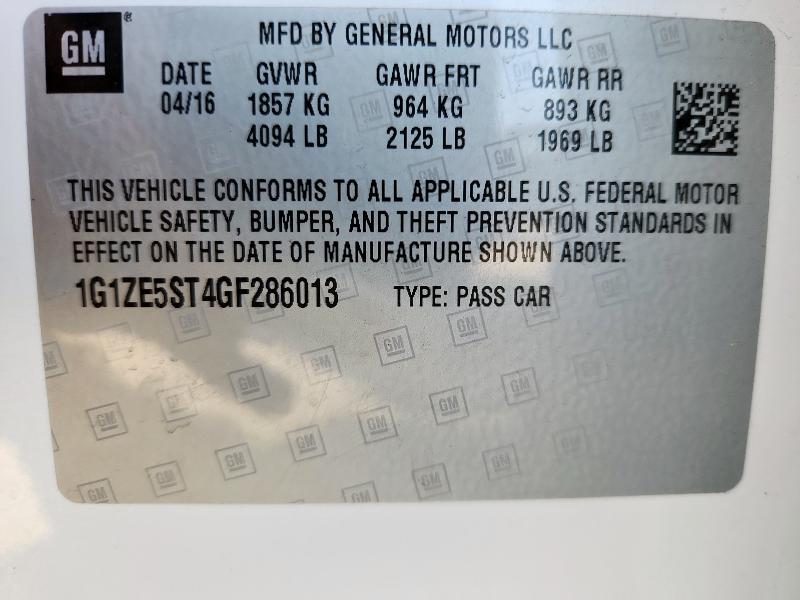 GM® MFD BY GENERAL MOTORS LLC
DATE GVWR GAWR FRT GAWR RR
04/16 1857 KG 964 KG 893 KG
4094 LB 2125 LB 1969 LB
THIS VEHICLE CONFORMS TO ALL APPLICABLE U.S. FEDERAL MOTOR
VEHICLE SAFETY, BUMPER, AND THEFT PREVENTION STANDARDS IN
EFFECT ON THE DATE OF MANUFACTURE SHOWN ABOVE.
1G1ZE5ST4GF286013 TYPE: PASS CAR